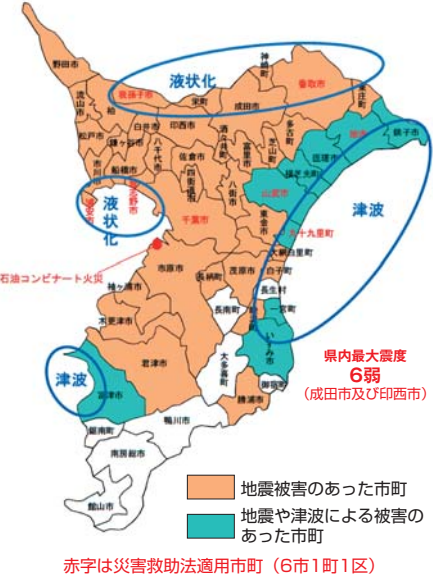 野田市
液状化
神崎町
香取市
我孫子市
流山市
柏
栄町
成田市
東庄町
松戸市
白井市
印西市
旭市
銚子市
鎌ヶ谷市
八千代市
酒々井町
多古町
芝山町
匝瑳市
市川市
船橋市
佐倉市
富里市
横芝光町
浦安市
習志野市
四街道市
八街市
山武市
液状化
千葉市
東金市
九十九里町
津波
大網白里町
石油コンビナート火災
市原市
茂原市
白子町
袖ヶ浦市
長柄町
長生村
木更津市
長南町
一宮町
いすみ市
君津市
大多喜町
津波
富津市
御宿町
勝浦市
鋸南町
鴨川市
南房総市
館山市
県内最大震度
6弱
(成田市及び印西市)
地震被害のあった市町
地震や津波による被害の
あった市町
赤字は災害救助法適用市町(6市1町1区)